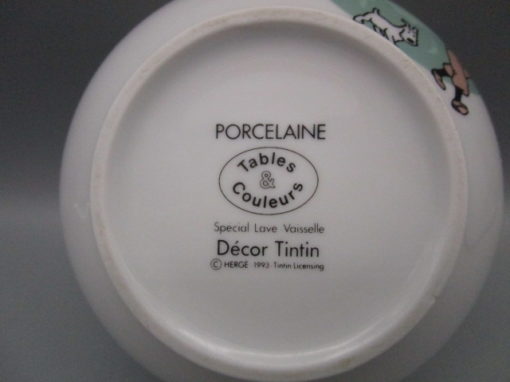 PORCELAINE
Tables
&
Couleurs
Special Lave Vaisselle
Décor Tintin
© HERGÉ 1993 Tintin Licensing